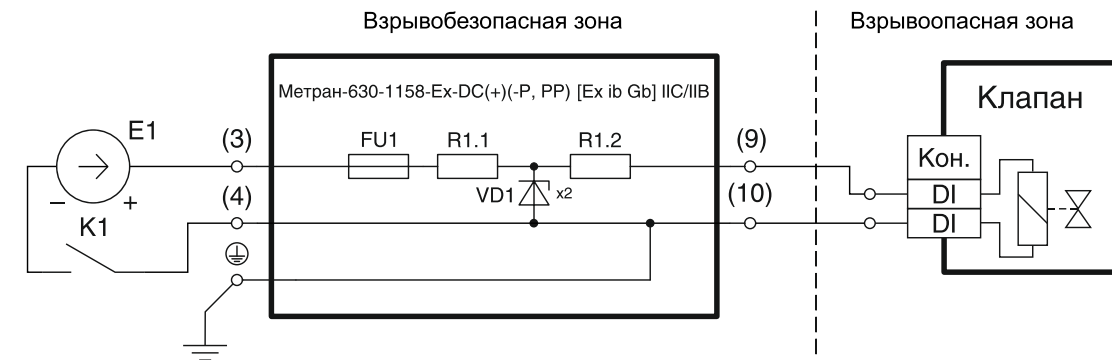 Взрывобезопасная зона
Взрывоопасная зона
Метран-630-1158-Ex-DC(+)(-P, PP) [Ex ib Gb] IIC/IIB
Клапан
E1
(3)
FU1
R1.1
R1.2
(9)
Кон.
VD1
x2
DI
(4)
(10)
DI
−
+
K1